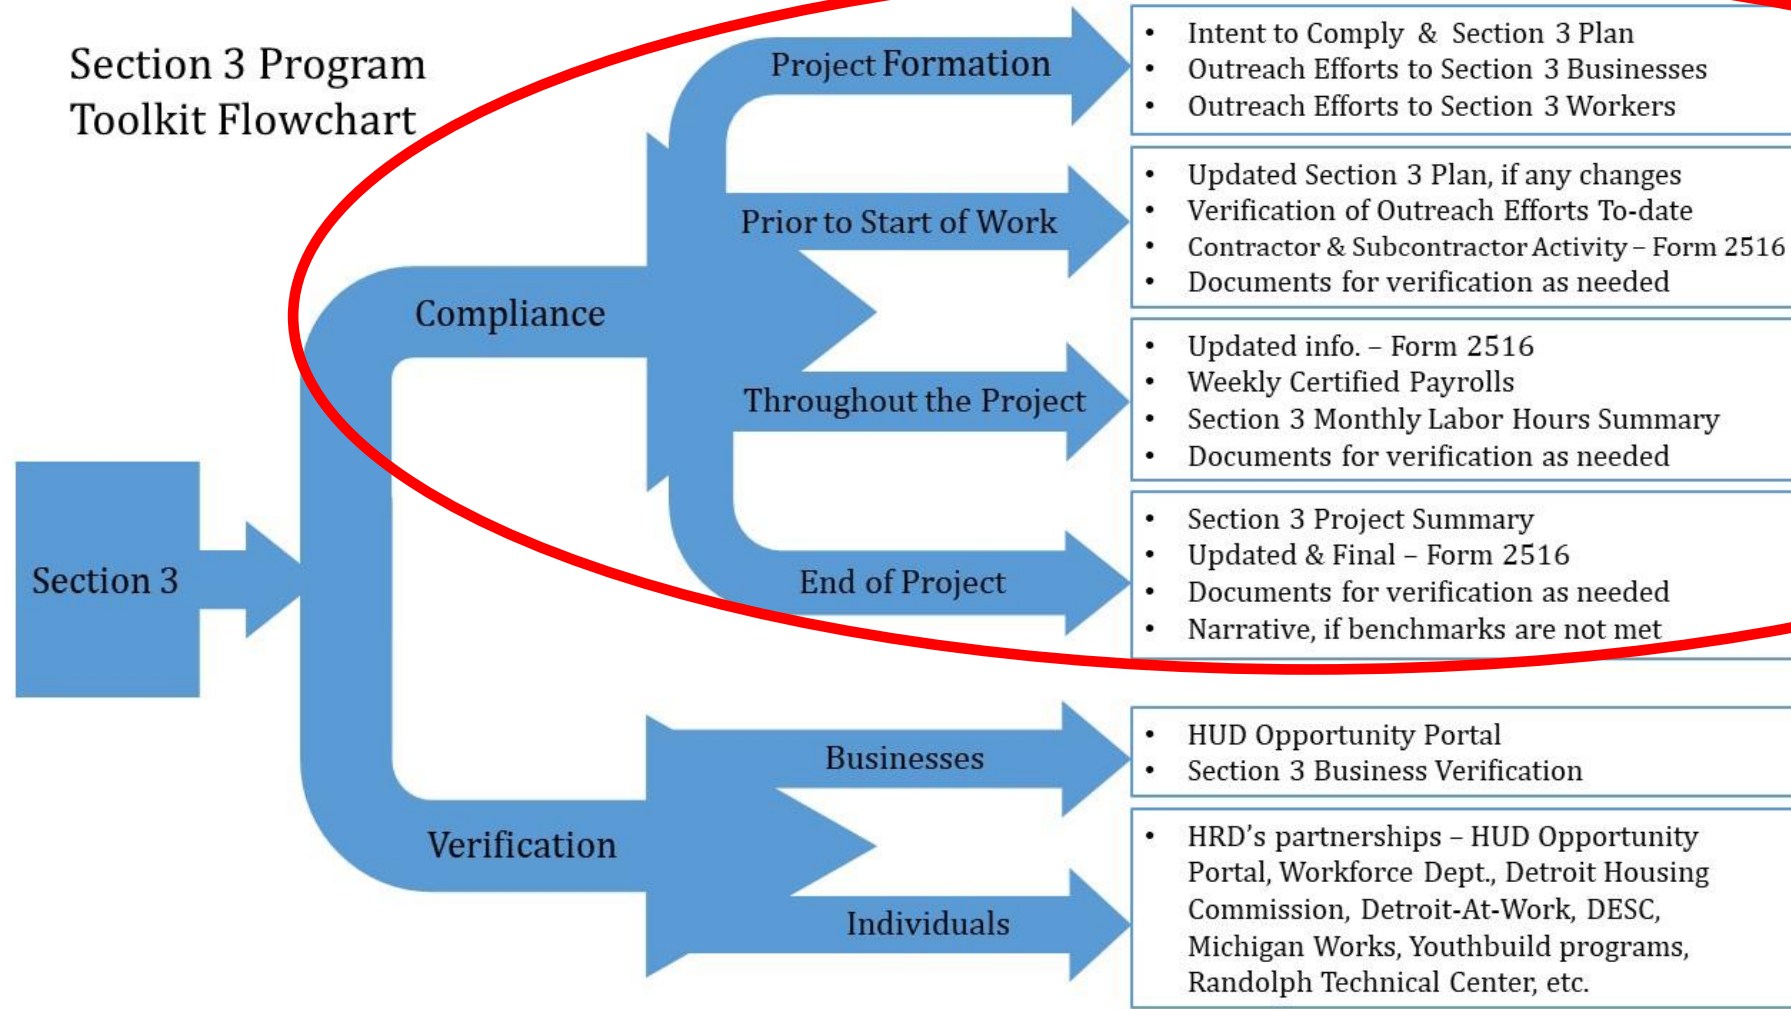 Section 3 Program
Toolkit Flowchart
Section 3
Compliance
Project Formation
• Intent to Comply & Section 3 Plan
• Outreach Efforts to Section 3 Businesses
• Outreach Efforts to Section 3 Workers
Prior to Start of Work
• Updated Section 3 Plan, if any changes
• Verification of Outreach Efforts To-date
• Contractor & Subcontractor Activity – Form 2516
• Documents for verification as needed
Throughout the Project
• Updated info. – Form 2516
• Weekly Certified Payrolls
• Section 3 Monthly Labor Hours Summary
• Documents for verification as needed
End of Project
• Section 3 Project Summary
• Updated & Final – Form 2516
• Documents for verification as needed
• Narrative, if benchmarks are not met
Verification
Businesses
• HUD Opportunity Portal
• Section 3 Business Verification
Individuals
• HRD’s partnerships – HUD Opportunity
Portal, Workforce Dept., Detroit Housing
Commission, Detroit-At-Work, DESC,
Michigan Works, Youthbuild programs,
Randolph Technical Center, etc.